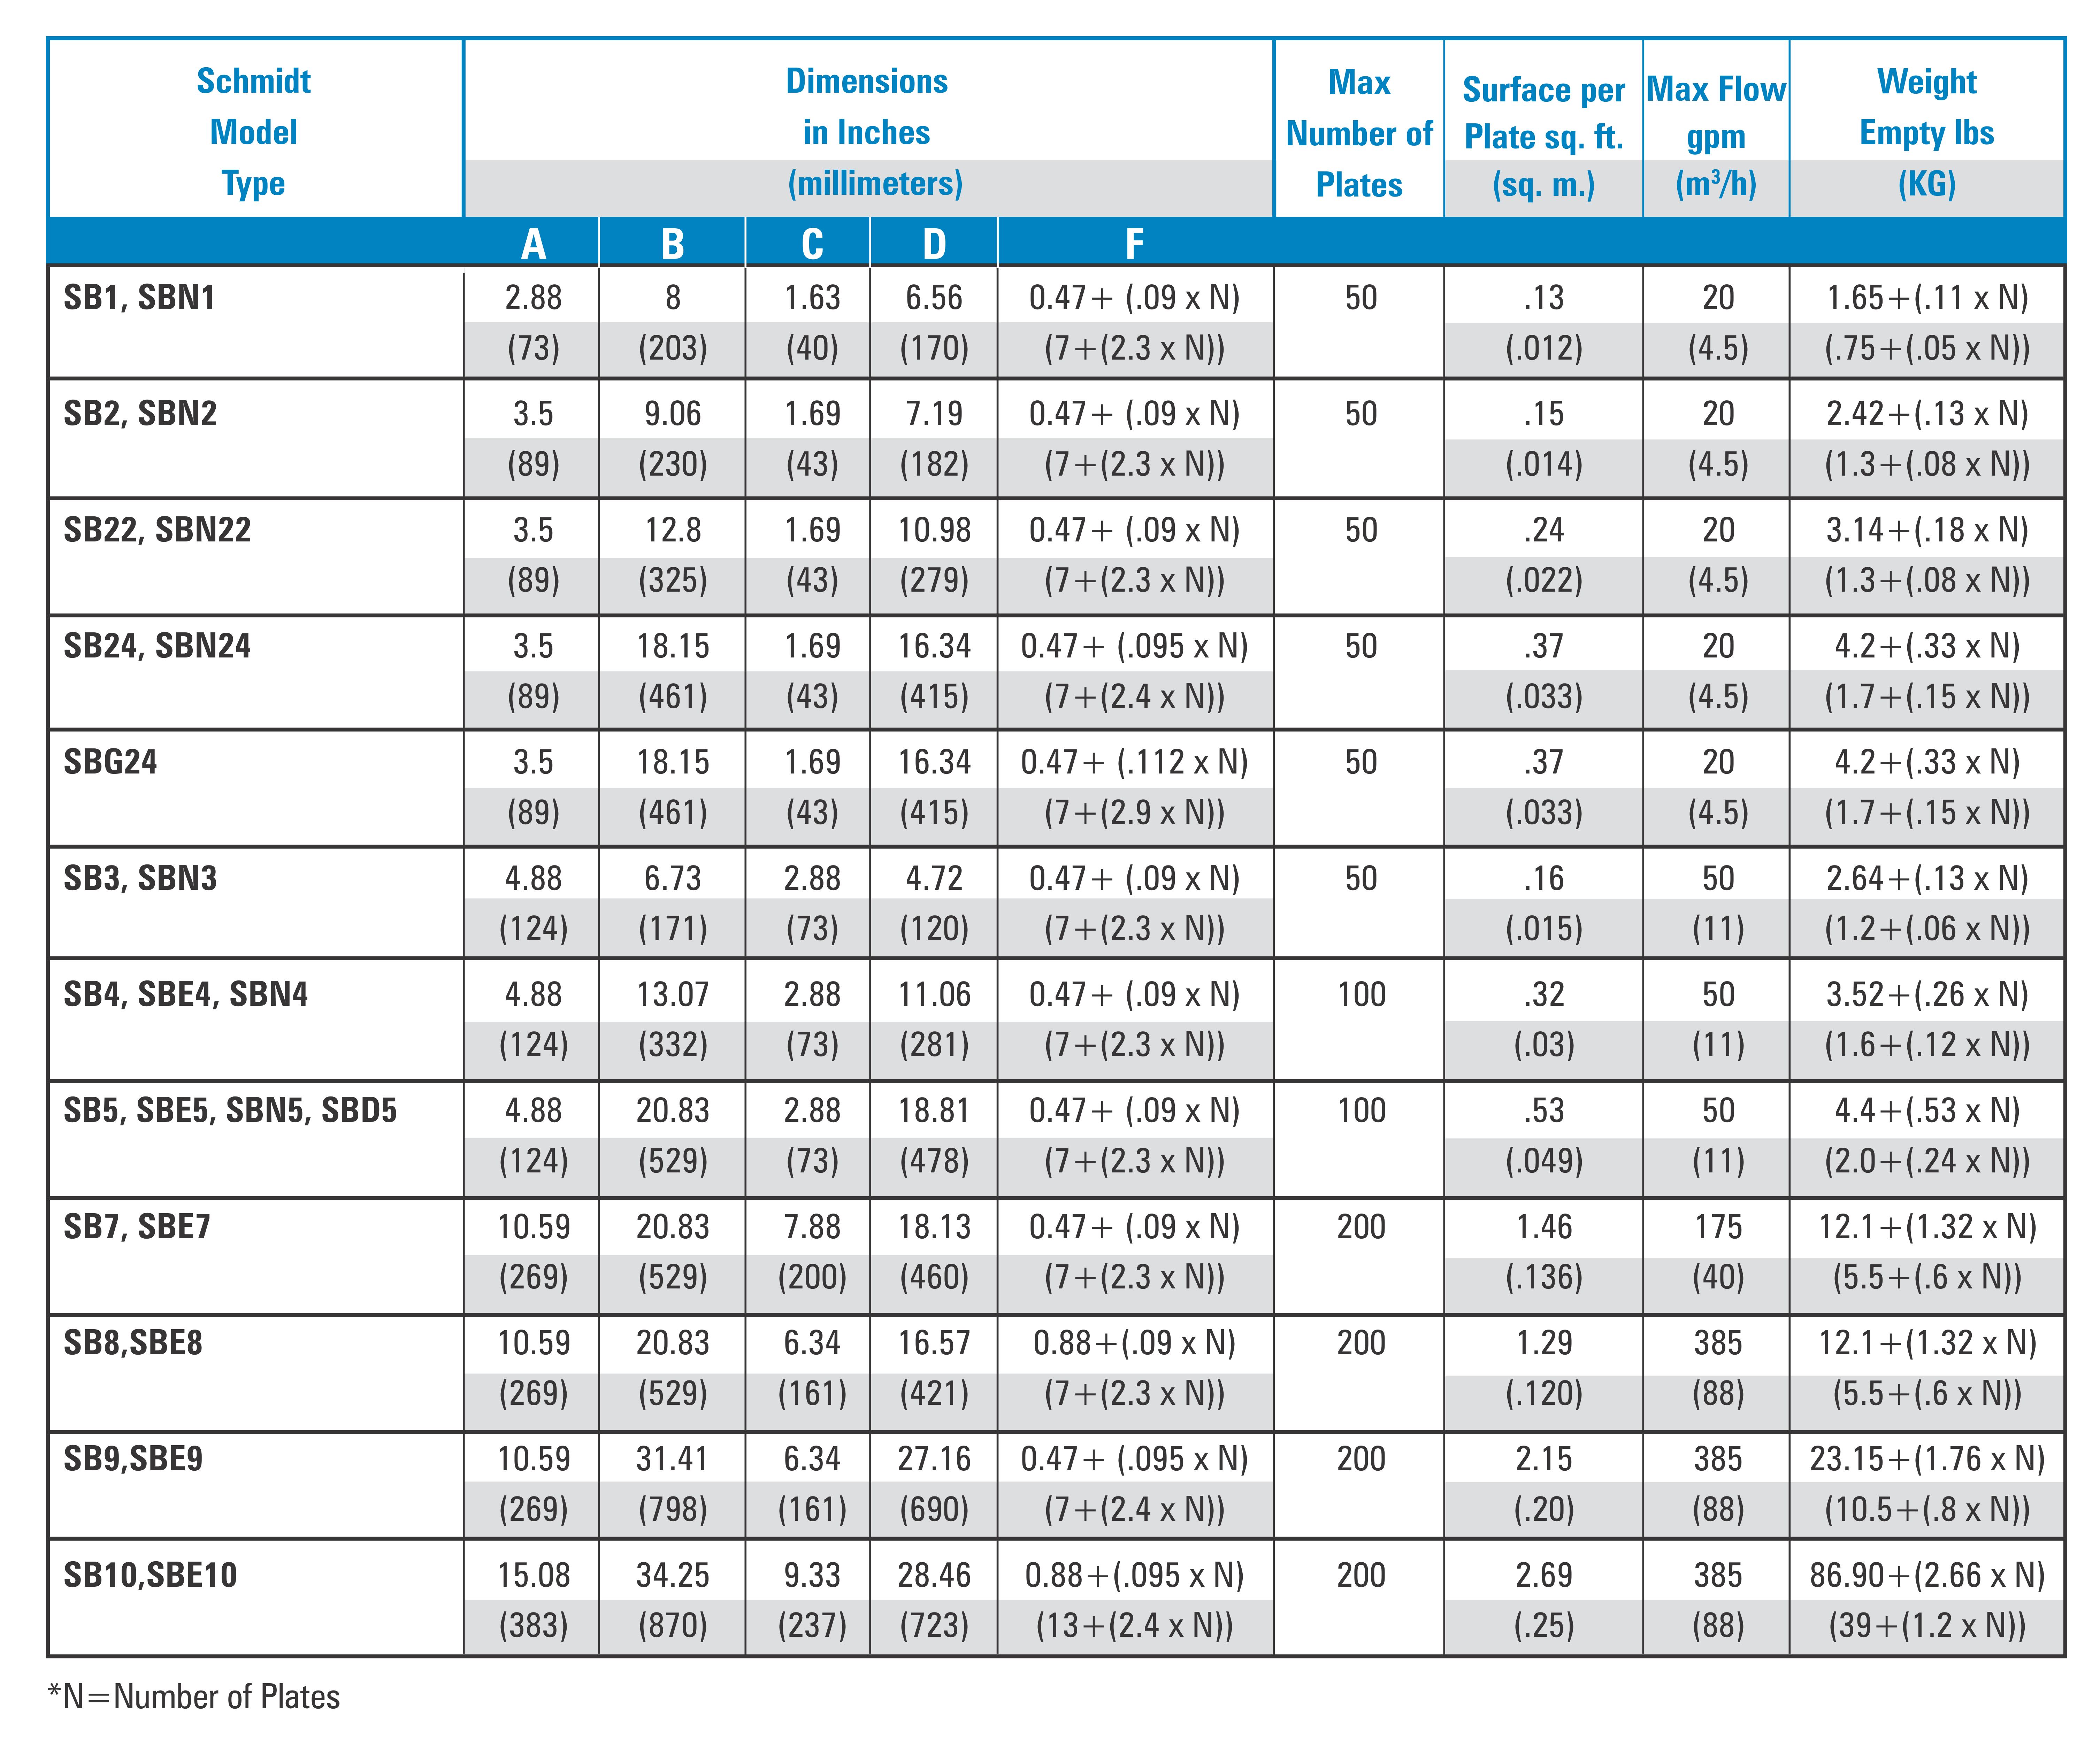 Schmidt Model Type Dimensions in Inches (millimeters) Max Number of Plates Surface per Plate sq. ft. (sq. m.) Max Flow gpm (m³/h) Weight Empty lbs (KG)
A B C D F
SB1, SBN1 2.88 8 1.63 6.56 0.47+ (.09 x N) 50 .13 20 1.65+(.11 x N)
(73) (203) (40) (170) (7+(2.3 x N)) (.012) (4.5) (.75+(.05 x N))
SB2, SBN2 3.5 9.06 1.69 7.19 0.47+ (.09 x N) 50 .15 20 2.42+(.13 x N)
(89) (230) (43) (182) (7+(2.3 x N)) (.014) (4.5) (1.3+(.08 x N))
SB22, SBN22 3.5 12.8 1.69 10.98 0.47+ (.09 x N) 50 .24 20 3.14+(.18 x N)
(89) (325) (43) (279) (7+(2.3 x N)) (.022) (4.5) (1.3+(.08 x N))
SB24, SBN24 3.5 18.15 1.69 16.34 0.47+ (.095 x N) 50 .37 20 4.2+(.33 x N)
(89) (461) (43) (415) (7+(2.4 x N)) (.033) (4.5) (1.7+(.15 x N))
SBG24 3.5 18.15 1.69 16.34 0.47+ (.112 x N) 50 .37 20 4.2+(.33 x N)
(89) (461) (43) (415) (7+(2.9 x N)) (.033) (4.5) (1.7+(.15 x N))
SB3, SBN3 4.88 6.73 2.88 4.72 0.47+ (.09 x N) 50 .16 50 2.64+(.13 x N)
(124) (171) (73) (120) (7+(2.3 x N)) (.015) (11) (1.2+(.06 x N))
SB4, SBE4, SBN4 4.88 13.07 2.88 11.06 0.47+ (.09 x N) 100 .32 50 3.52+(.26 x N)
(124) (332) (73) (281) (7+(2.3 x N)) (.03) (11) (1.6+(.12 x N))
SB5, SBE5, SBN5, SBD5 4.88 20.83 2.88 18.81 0.47+ (.09 x N) 100 .53 50 4.4+(.53 x N)
(124) (529) (73) (478) (7+(2.3 x N)) (.049) (11) (2.0+(.24 x N))
SB7, SBE7 10.59 20.83 7.88 18.13 0.47+ (.09 x N) 200 1.46 175 12.1+(1.32 x N)
(269) (529) (200) (460) (7+(2.3 x N)) (.136) (40) (5.5+(.6 x N))
SB8,SBE8 10.59 20.83 6.34 16.57 0.88+(.09 x N) 200 1.29 385 12.1+(1.32 x N)
(269) (529) (161) (421) (7+(2.3 x N)) (.120) (88) (5.5+(.6 x N))
SB9,SBE9 10.59 31.41 6.34 27.16 0.47+ (.095 x N) 200 2.15 385 23.15+(1.76 x N)
(269) (798) (161) (690) (7+(2.4 x N)) (.20) (88) (10.5+(.8 x N))
SB10,SBE10 15.08 34.25 9.33 28.46 0.88+(.095 x N) 200 2.69 385 86.90+(2.66 x N)
(383) (870) (237) (723) (13+(2.4 x N)) (.25) (88) (39+(1.2 x N))
*N=Number of Plates